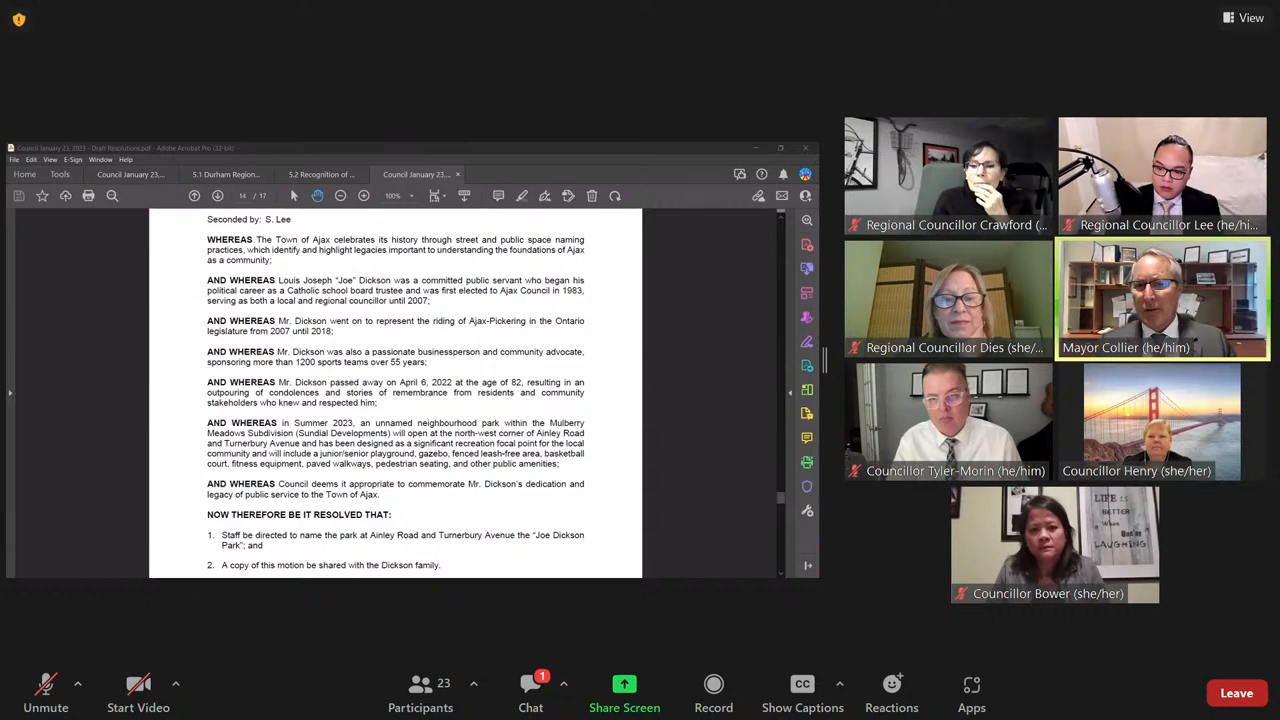 View
Council January 23, 2023 - Draft Resolutions.pdf - Adobe Acrobat Pro (32-bit)
File Edit View E-Sign Window Help
Home Tools Council January 23,... 5.1 Durham Region... 5.2 Recognition of ... Council January 23,... ×
14 / 17 100%
Seconded by: S. Lee
WHEREAS The Town of Ajax celebrates its history through street and public space naming
practices, which identify and highlight legacies important to understanding the foundations of Ajax
as a community;
AND WHEREAS Louis Joseph "Joe" Dickson was a committed public servant who began his
political career as a Catholic school board trustee and was first elected to Ajax Council in 1983,
serving as both a local and regional councillor until 2007;
AND WHEREAS Mr. Dickson went on to represent the riding of Ajax-Pickering in the Ontario
legislature from 2007 until 2018;
AND WHEREAS Mr. Dickson was also a passionate businessperson and community advocate,
sponsoring more than 1200 sports teams over 55 years;
AND WHEREAS Mr. Dickson passed away on April 6, 2022 at the age of 82, resulting in an
outpouring of condolences and stories of remembrance from residents and community
stakeholders who knew and respected him;
AND WHEREAS in Summer 2023, an unnamed neighbourhood park within the Mulberry
Meadows Subdivision (Sundial Developments) will open at the north-west corner of Ainley Road
and Turnerbury Avenue and has been designed as a significant recreation focal point for the local
community and will include a junior/senior playground, gazebo, fenced leash-free area, basketball
court, fitness equipment, paved walkways, pedestrian seating, and other public amenities;
AND WHEREAS Council deems it appropriate to commemorate Mr. Dickson's dedication and
legacy of public service to the Town of Ajax.
NOW THEREFORE BE IT RESOLVED THAT:
1. Staff be directed to name the park at Ainley Road and Turnerbury Avenue the "Joe Dickson
Park"; and
2. A copy of this motion be shared with the Dickson family.
Regional Councillor Crawford (...
Regional Councillor Lee (he/hi...
Regional Councillor Dies (she/...
Mayor Collier (he/him)
Councillor Tyler-Morin (he/him)
Councillor Henry (she/her)
LIFE IS
BETTER
When
You're
LAUGHING
Councillor Bower (she/her)
23 1 CC
Unmute Start Video Participants Chat Share Screen Record Show Captions Reactions Apps Leave